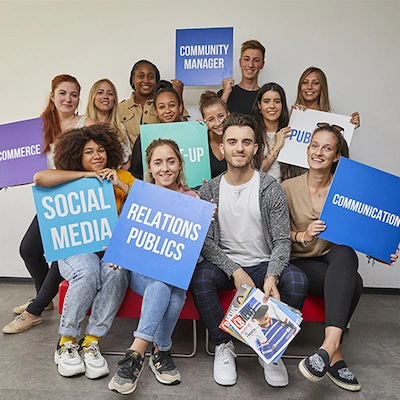 COMMUNITY
MANAGER
COMMERCE
T-UP
PUB
SOCIAL
MEDIA
RELATIONS
PUBLICS
COMMUNICATION